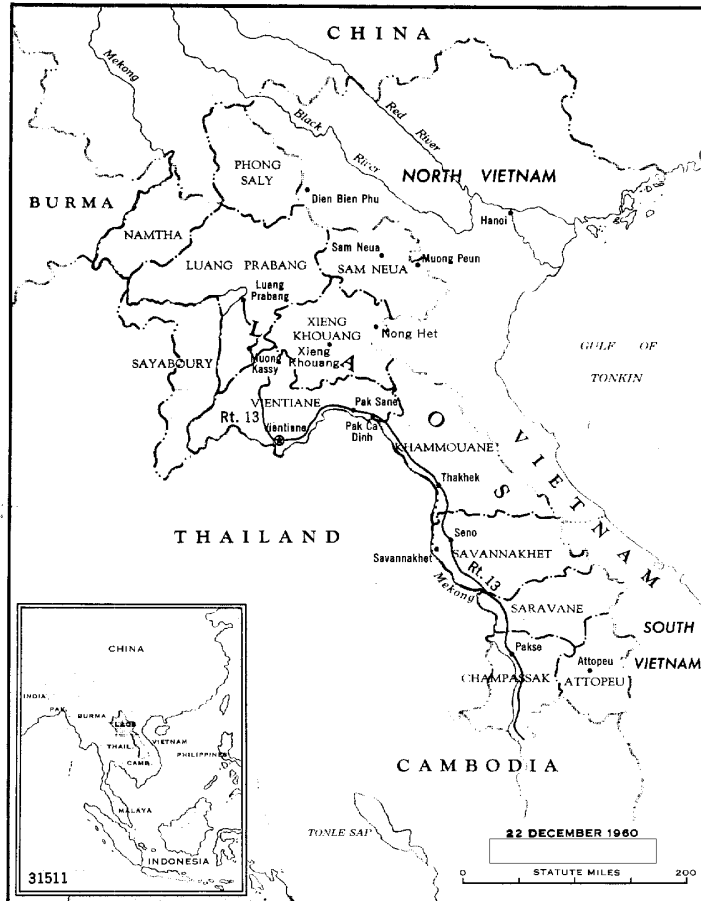 CHINA
Mekong
Red
River
Black
River
PHONG
SALY
NORTH VIETNAM
BURMA
Dien Bien Phu
Hanoi
NAMTHA
Sam Neua
Muong Peun
LUANG PRABANG
SAM NEUA
Luang
Prabang
XIENG
KHOUANG
Nong Het
GULF OF
TONKIN
L A O S
Xieng
Khouang
SAYABOURY
Muong
Kassy
VIENTIANE
Pak Sane
Rt. 13
Vientiane
Pak Ca
Dinh
KHAMMOUANE
VIETNAM
Thakhek
THAILAND
Seno
SAVANNAKHET
Savannakhet
Rt. 13
Mekong
SARAVANE
SOUTH
VIETNAM
Pakse
Attopeu
CHAMPASSAK
ATTOPEU
CAMBODIA
TONLE SAP
CHINA
INDIA
PAK.
BURMA
LAOS
THAIL.
VIETNAM
CAMB.
PHILIPPINES
MALAYA
INDONESIA
31511
22 DECEMBER 1960
STATUTE MILES
0 200